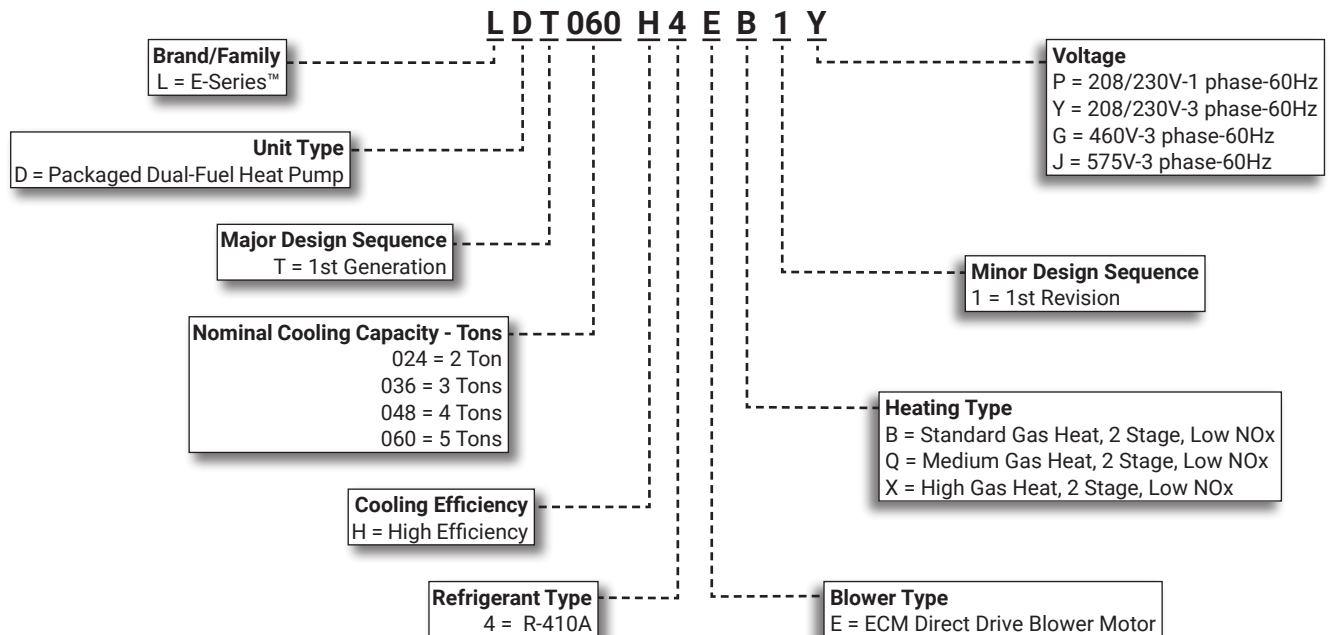 L D T 060 H 4 E B 1 Y
Brand/Family
L = E-Series™
Unit Type
D = Packaged Dual-Fuel Heat Pump
Major Design Sequence
T = 1st Generation
Nominal Cooling Capacity - Tons
024 = 2 Ton
036 = 3 Tons
048 = 4 Tons
060 = 5 Tons
Cooling Efficiency
H = High Efficiency
Refrigerant Type
4 = R-410A
Voltage
P = 208/230V-1 phase-60Hz
Y = 208/230V-3 phase-60Hz
G = 460V-3 phase-60Hz
J = 575V-3 phase-60Hz
Minor Design Sequence
1 = 1st Revision
Heating Type
B = Standard Gas Heat, 2 Stage, Low NOx
Q = Medium Gas Heat, 2 Stage, Low NOx
X = High Gas Heat, 2 Stage, Low NOx
Blower Type
E = ECM Direct Drive Blower Motor